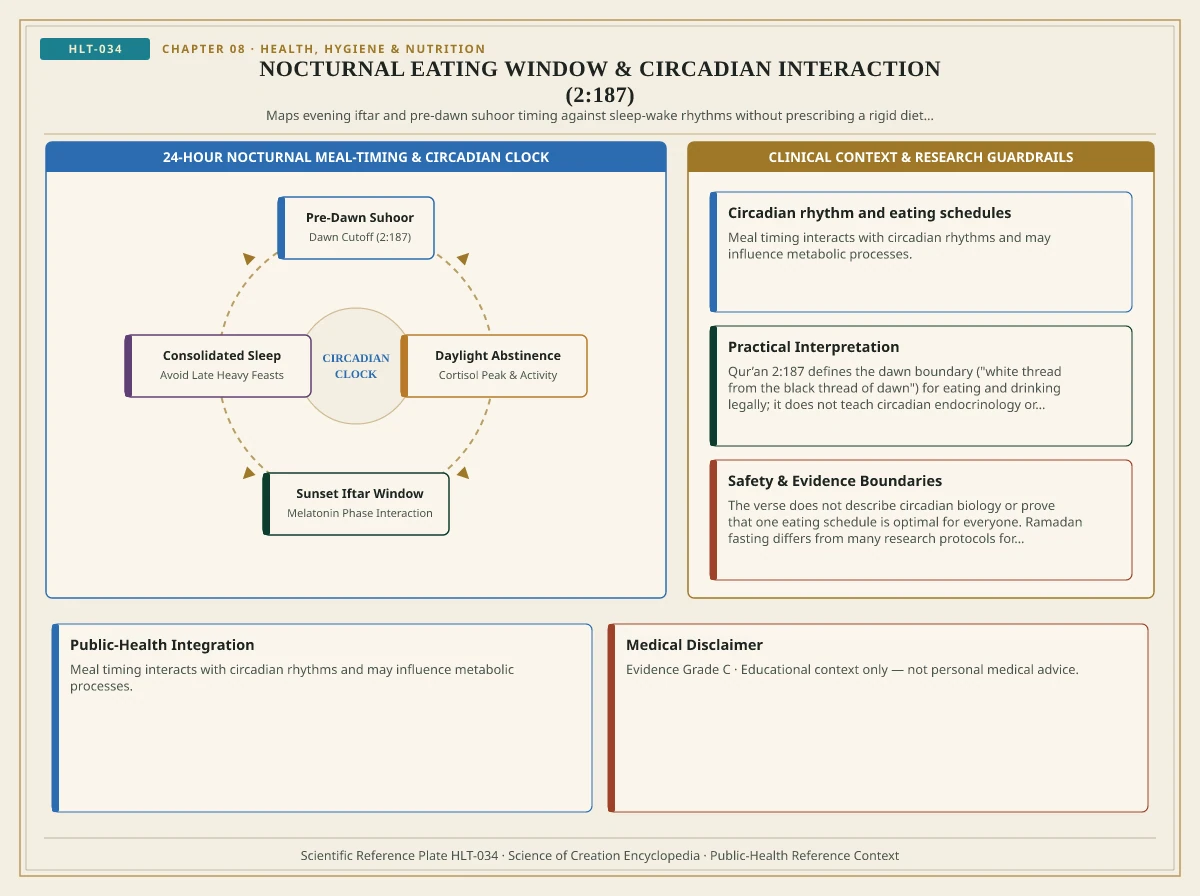 HLT-034
CHAPTER 08 · HEALTH, HYGIENE & NUTRITION
NOCTURNAL EATING WINDOW & CIRCADIAN INTERACTION
(2:187)
Maps evening iftar and pre-dawn suhoor timing against sleep-wake rhythms without prescribing a rigid diet...
24-HOUR NOCTURNAL MEAL-TIMING & CIRCADIAN CLOCK
Pre-Dawn Suhoor
Dawn Cutoff (2:187)
Consolidated Sleep
Avoid Late Heavy Feasts
CIRCADIAN
CLOCK
Daylight Abstinence
Cortisol Peak & Activity
Sunset Iftar Window
Melatonin Phase Interaction
CLINICAL CONTEXT & RESEARCH GUARDRAILS
Circadian rhythm and eating schedules
Meal timing interacts with circadian rhythms and may
influence metabolic processes.
Practical Interpretation
Qur'an 2:187 defines the dawn boundary ("white thread
from the black thread of dawn") for eating and drinking
legally; it does not teach circadian endocrinology or...
Safety & Evidence Boundaries
The verse does not describe circadian biology or prove
that one eating schedule is optimal for everyone. Ramadan
fasting differs from many research protocols for...
Public-Health Integration
Meal timing interacts with circadian rhythms and may influence metabolic
processes.
Medical Disclaimer
Evidence Grade C · Educational context only — not personal medical advice.
Scientific Reference Plate HLT-034 · Science of Creation Encyclopedia · Public-Health Reference Context